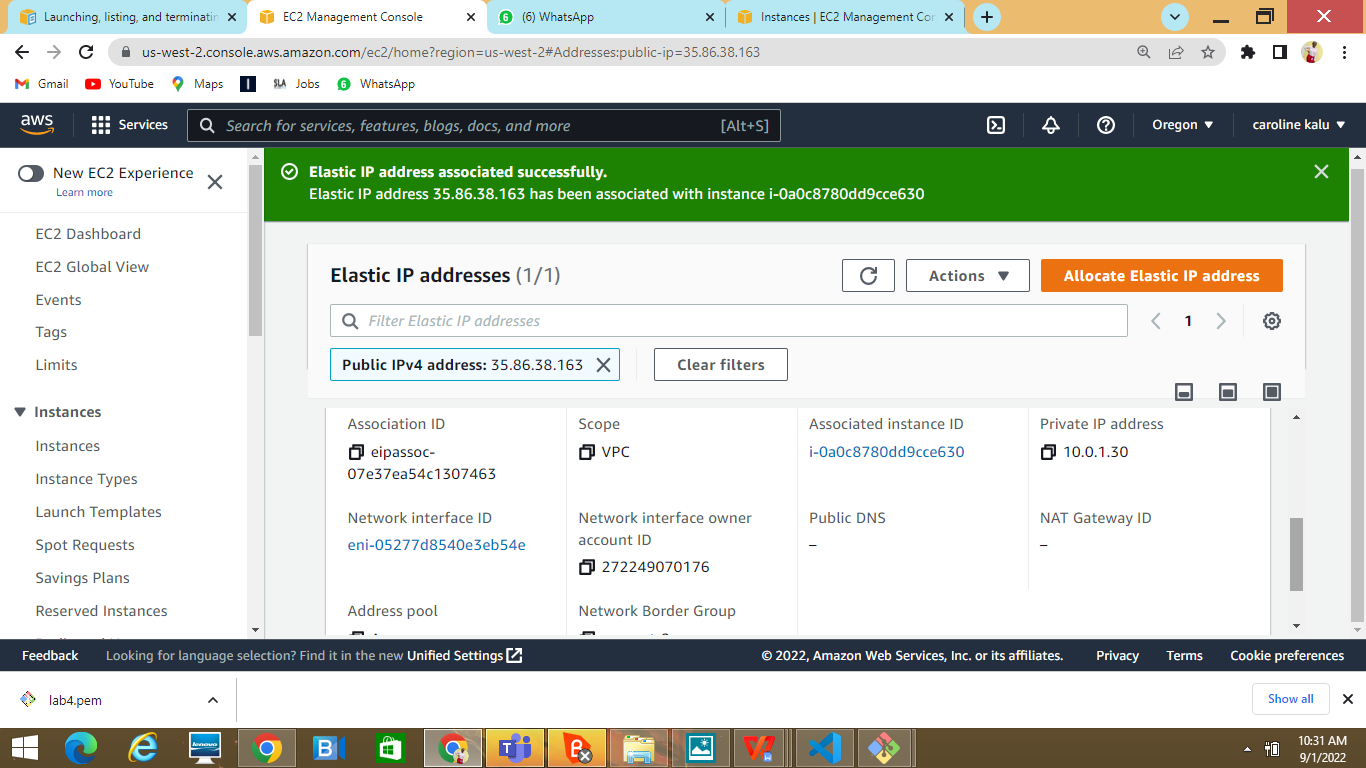 Launching, listing, and terminatin
EC2 Management Console
(6) WhatsApp
Instances | EC2 Management Con
us-west-2.console.aws.amazon.com/ec2/home?region=us-west-2#Addresses:public-ip=35.86.38.163
Gmail
YouTube
Maps
SLA
Jobs
6
WhatsApp
aws
Services
Search for services, features, blogs, docs, and more
[Alt+S]
Oregon
caroline kalu
New EC2 Experience
Learn more
EC2 Dashboard
EC2 Global View
Events
Tags
Limits
Instances
Instances
Instance Types
Launch Templates
Spot Requests
Savings Plans
Reserved Instances
Elastic IP address associated successfully.
Elastic IP address 35.86.38.163 has been associated with instance i-0a0c8780dd9cce630
Elastic IP addresses (1/1)
Actions
Allocate Elastic IP address
Filter Elastic IP addresses
1
Public IPv4 address: 35.86.38.163
Clear filters
Association ID
eipassoc-
07e37ea54c1307463
Scope
VPC
Associated instance ID
i-0a0c8780dd9cce630
Private IP address
10.0.1.30
Network interface ID
eni-05277d8540e3eb54e
Network interface owner
account ID
272249070176
Public DNS
–
NAT Gateway ID
–
Address pool
Network Border Group
Feedback
Looking for language selection? Find it in the new Unified Settings
© 2022, Amazon Web Services, Inc. or its affiliates.
Privacy
Terms
Cookie preferences
lab4.pem
Show all
lenovo
10:31 AM
9/1/2022